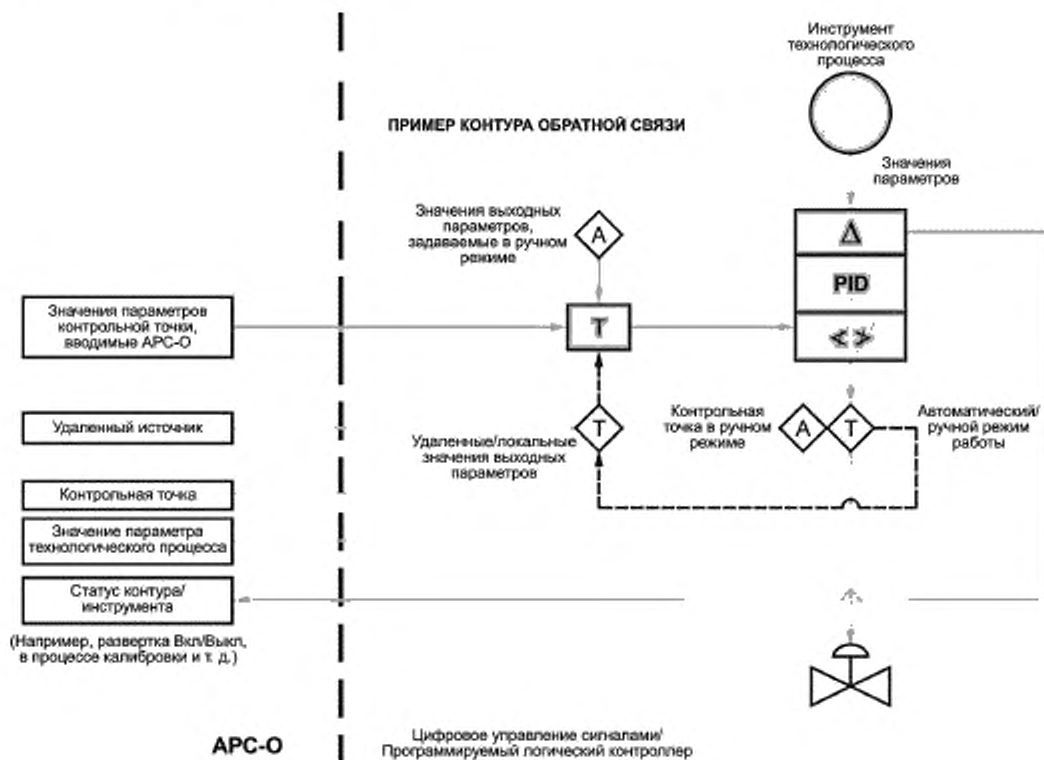 Инструмент
технологического
процесса
ПРИМЕР КОНТУРА ОБРАТНОЙ СВЯЗИ
Значения
параметров
Значения выходных
параметров,
задаваемые в ручном
режиме
A
Δ
PID
< >
Значения параметров
контрольной точки,
вводимые АРС-О
T
Удаленный источник
T
Удаленные/локальные
значения выходных
параметров
Контрольная
точка в ручном
режиме
A
T
Автоматический/
ручной режим
работы
Контрольная точка
Значение параметра
технологического процесса
Статус контура/
инструмента
(Например, развертка Вкл/Выкл,
в процессе калибровки и т. д.)
АРС-О
Цифровое управление сигналами/
Программируемый логический контроллер